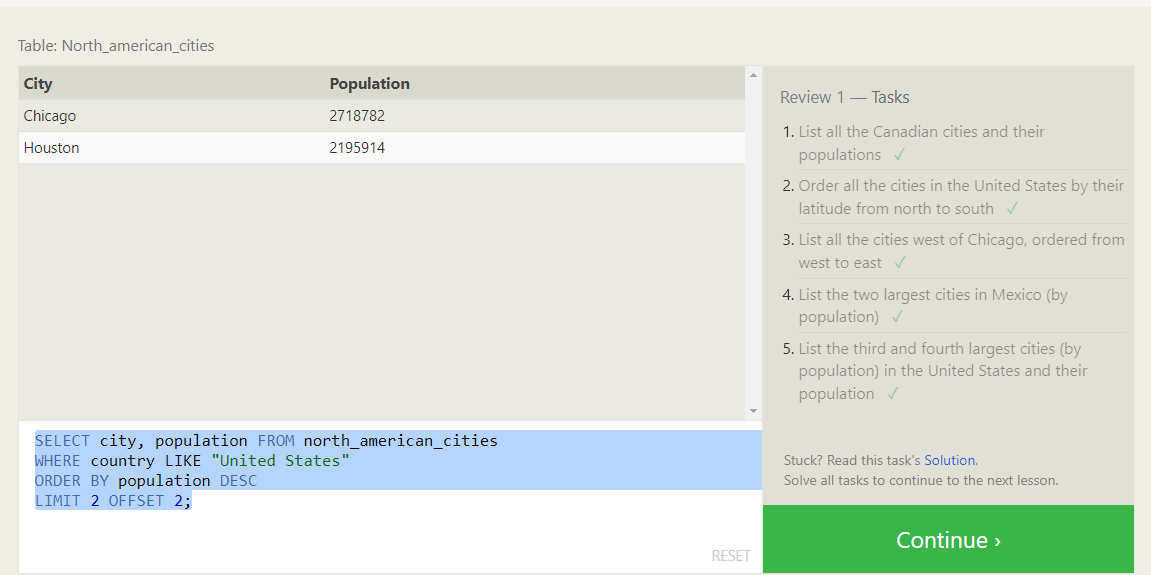 Table: North_american_cities
City Population
Chicago 2718782
Houston 2195914
SELECT city, population FROM north_american_cities
WHERE country LIKE "United States"
ORDER BY population DESC
LIMIT 2 OFFSET 2;
RESET
Review 1 — Tasks
1. List all the Canadian cities and their
populations ✓
2. Order all the cities in the United States by their
latitude from north to south ✓
3. List all the cities west of Chicago, ordered from
west to east ✓
4. List the two largest cities in Mexico (by
population) ✓
5. List the third and fourth largest cities (by
population) in the United States and their
population ✓
Stuck? Read this task's Solution.
Solve all tasks to continue to the next lesson.
Continue ›